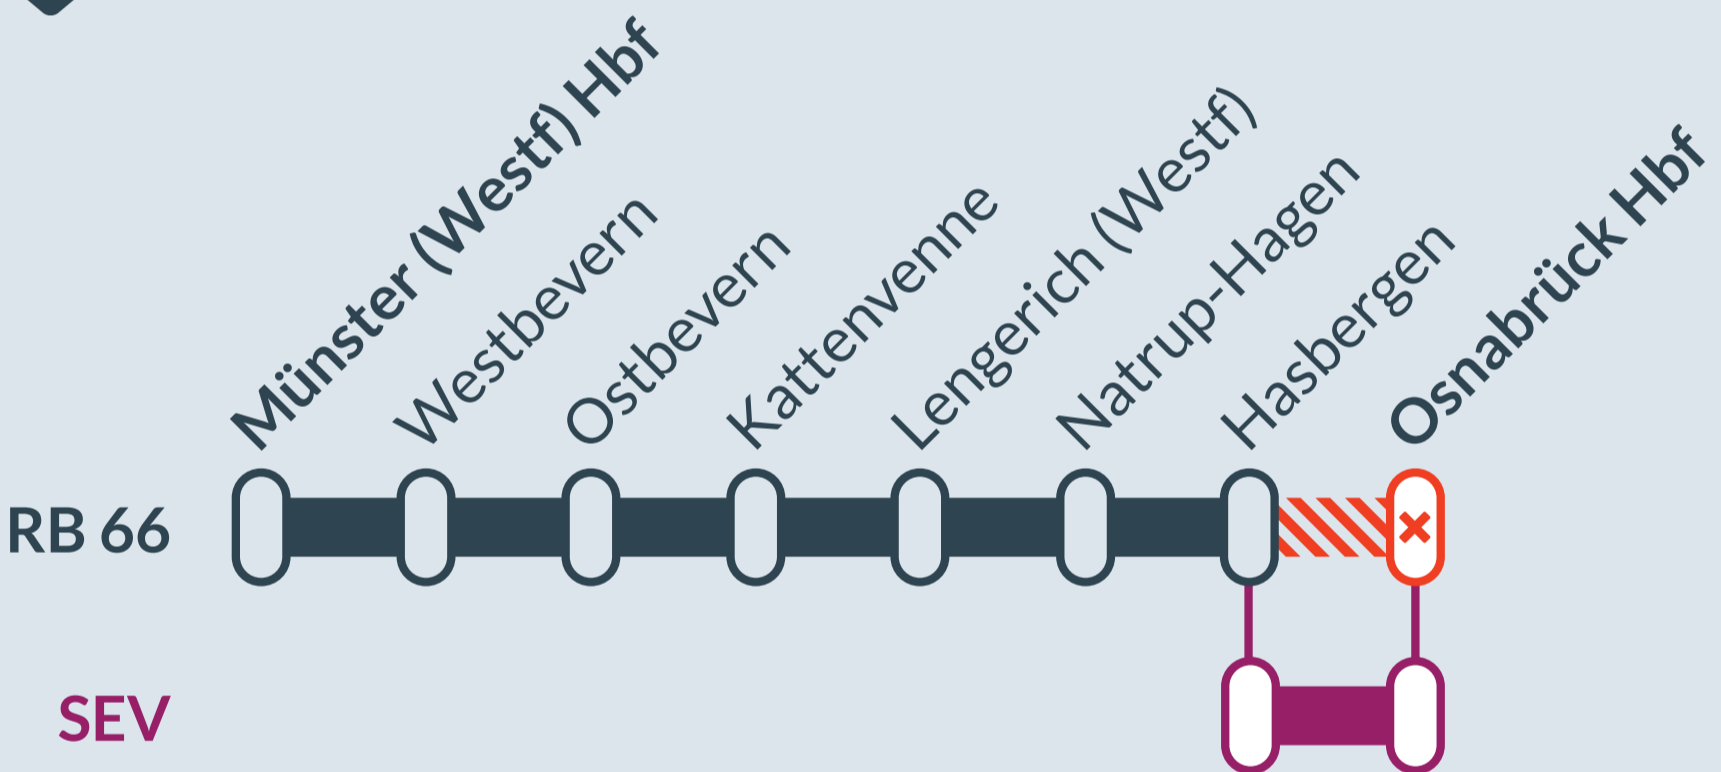 Münster (Westf) Hbf
Westbevern
Ostbevern
Kattenvenne
Lengerich (Westf)
Natrup-Hagen
Hasbergen
Osnabrück Hbf
RB 66
SEV